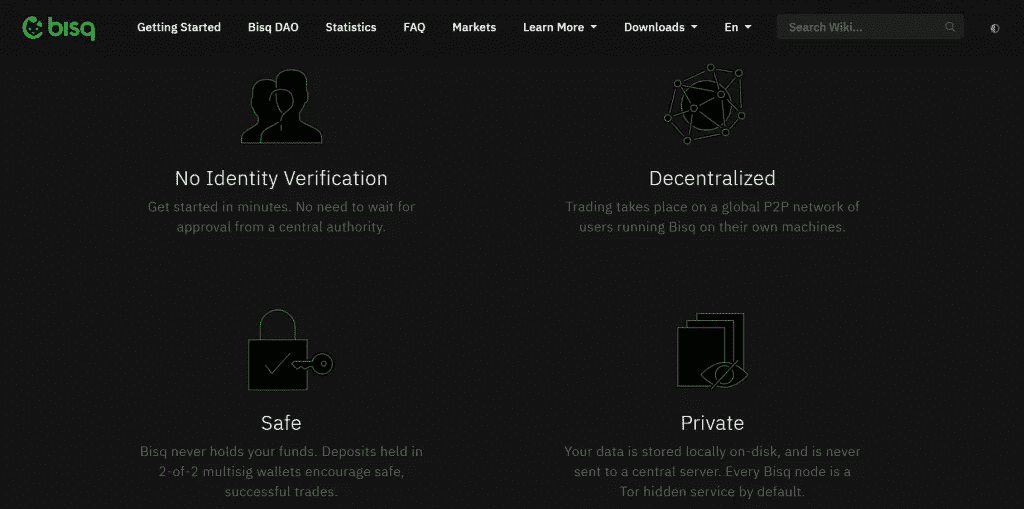 bisq
Getting Started
Bisq DAO
Statistics
FAQ
Markets
Learn More
Downloads
En
Search Wiki...
No Identity Verification
Get started in minutes. No need to wait for
approval from a central authority.
Decentralized
Trading takes place on a global P2P network of
users running Bisq on their own machines.
Safe
Bisq never holds your funds. Deposits held in
2-of-2 multisig wallets encourage safe,
successful trades.
Private
Your data is stored locally on-disk, and is never
sent to a central server. Every Bisq node is a
Tor hidden service by default.